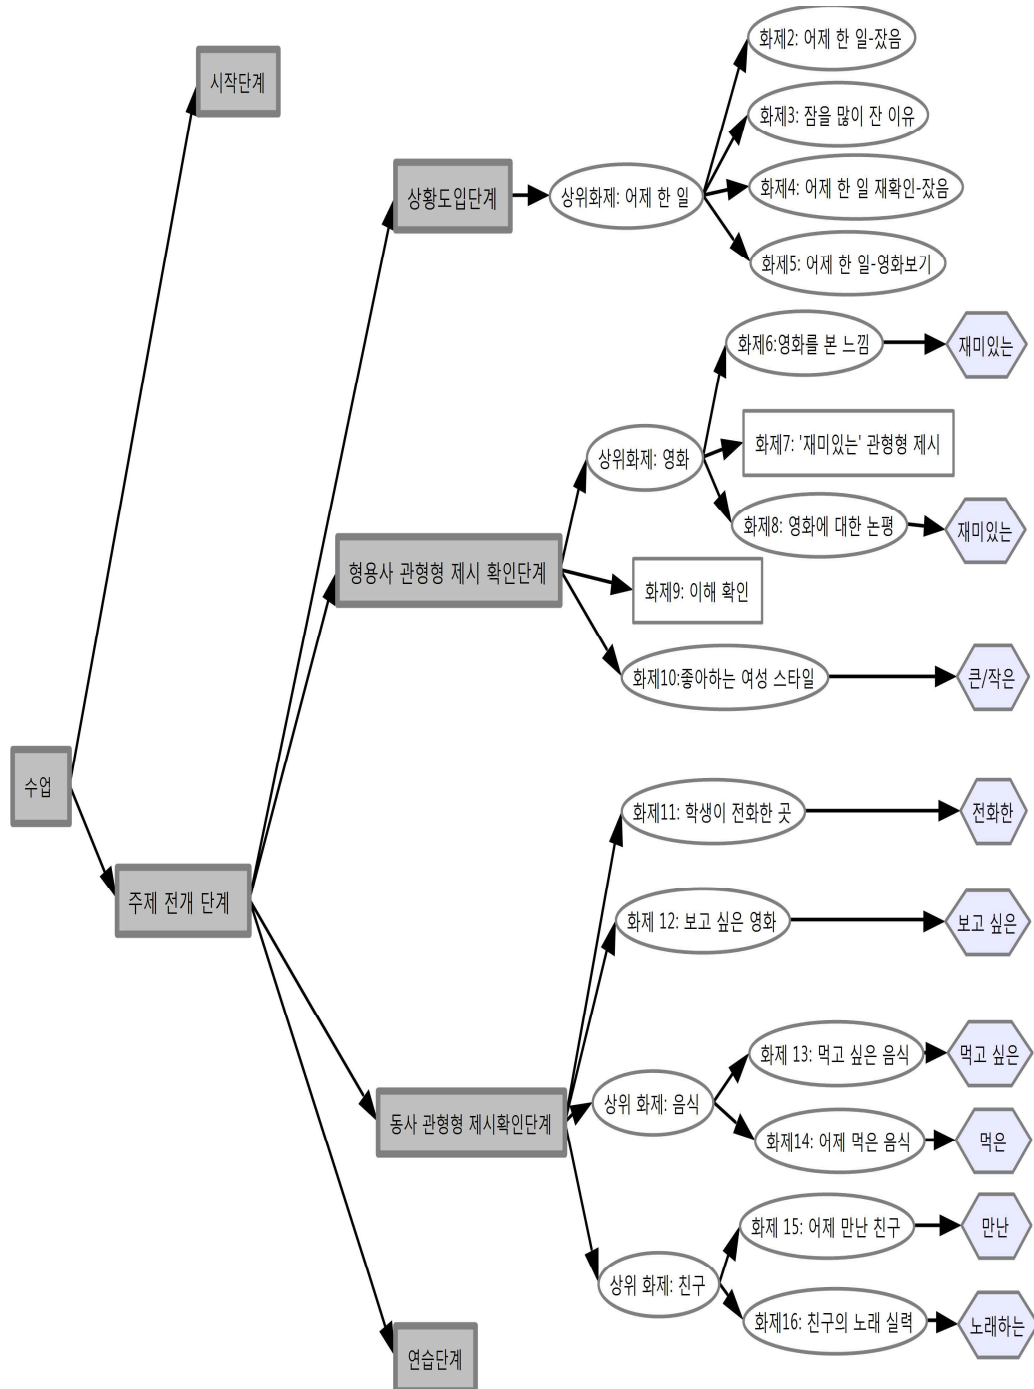 화제2: 어제 한 일-잤음
시작단계
화제3: 잠을 많이 잔 이유
상황도입단계
상위화제: 어제 한 일
화제4: 어제 한 일 재확인-잤음
화제5: 어제 한 일-영화보기
화제6:영화를 본 느낌
재미있는
상위화제: 영화
화제7: '재미있는' 관형형 제시
화제8: 영화에 대한 논평
재미있는
형용사 관형형 제시 확인단계
화제9: 이해 확인
화제10:좋아하는 여성 스타일
큰/작은
수업
화제11: 학생이 전화한 곳
전화한
주제 전개 단계
화제 12: 보고 싶은 영화
보고 싶은
화제 13: 먹고 싶은 음식
먹고 싶은
동사 관형형 제시확인단계
상위 화제: 음식
화제14: 어제 먹은 음식
먹은
화제 15: 어제 만난 친구
만난
상위 화제: 친구
화제16: 친구의 노래 실력
노래하는
연습단계